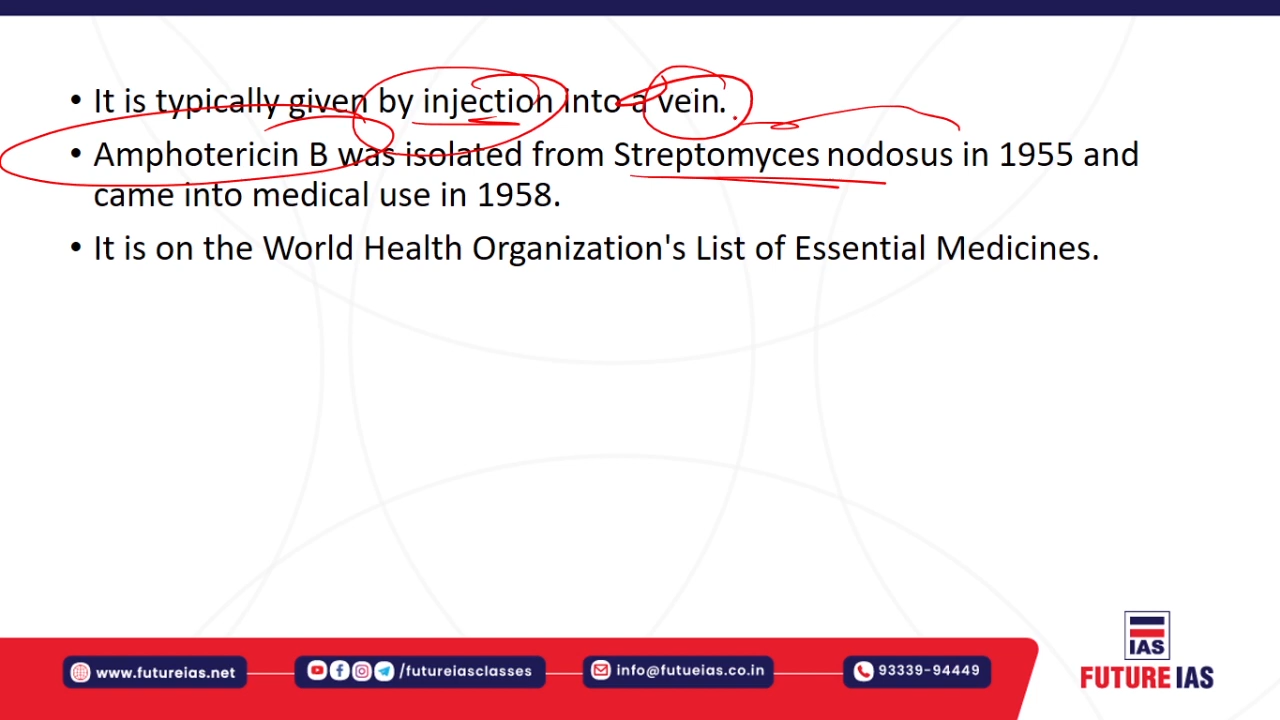 • It is typically given by injection into a vein.
• Amphotericin B was isolated from Streptomyces nodosus in 1955 and
came into medical use in 1958.
• It is on the World Health Organization's List of Essential Medicines.
IAS
FUTURE IAS
www.futureias.net
/futureiasclasses
info@futueias.co.in
93339-94449